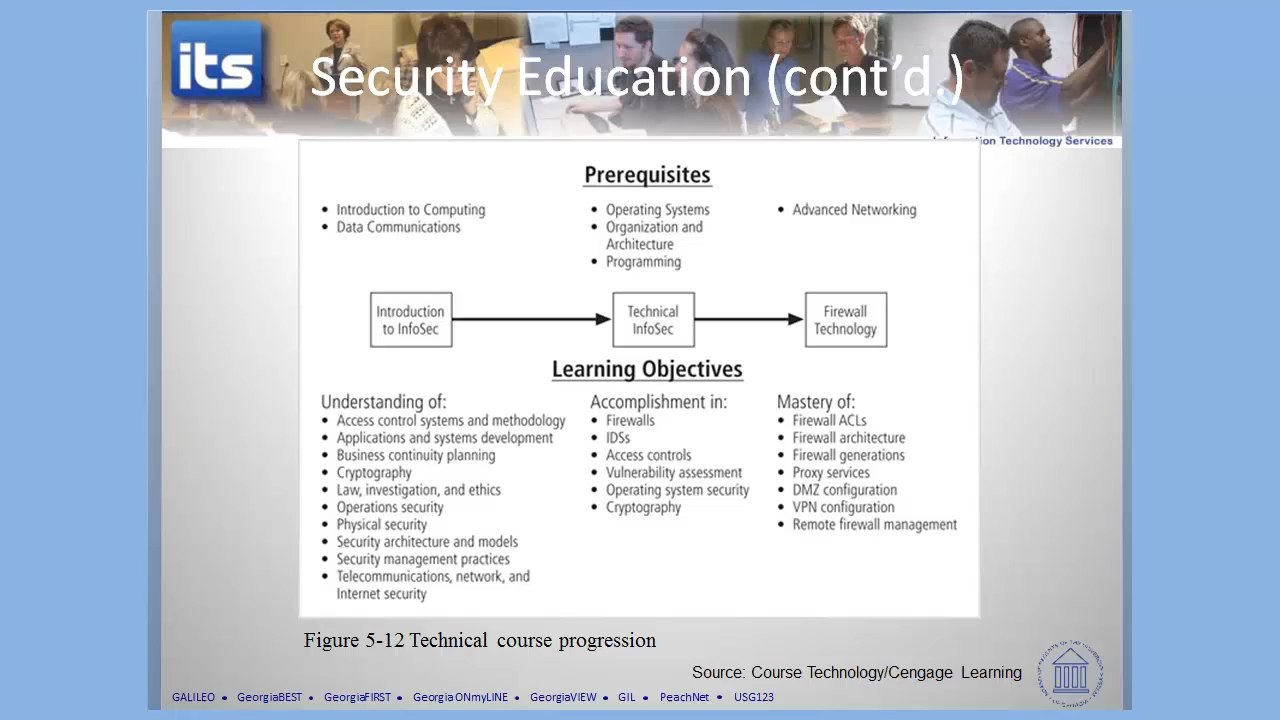 its
Security Education (cont'd.)
Information Technology Services
Prerequisites
• Introduction to Computing
• Data Communications
• Operating Systems
• Organization and
Architecture
• Programming
• Advanced Networking
Introduction
to InfoSec
Technical
InfoSec
Firewall
Technology
Learning Objectives
Understanding of:
• Access control systems and methodology
• Applications and systems development
• Business continuity planning
• Cryptography
• Law, investigation, and ethics
• Operations security
• Physical security
• Security architecture and models
• Security management practices
• Telecommunications, network, and
Internet security
Accomplishment in:
• Firewalls
• IDSs
• Access controls
• Vulnerability assessment
• Operating system security
• Cryptography
Mastery of:
• Firewall ACLs
• Firewall architecture
• Firewall generations
• Proxy services
• DMZ configuration
• VPN configuration
• Remote firewall management
Figure 5-12 Technical course progression
Source: Course Technology/Cengage Learning
GALILEO • GeorgiaBEST • GeorgiaFIRST • GeorgiaONmyLINE • GeorgiaVIEW • GIL • PeachNet • USG123